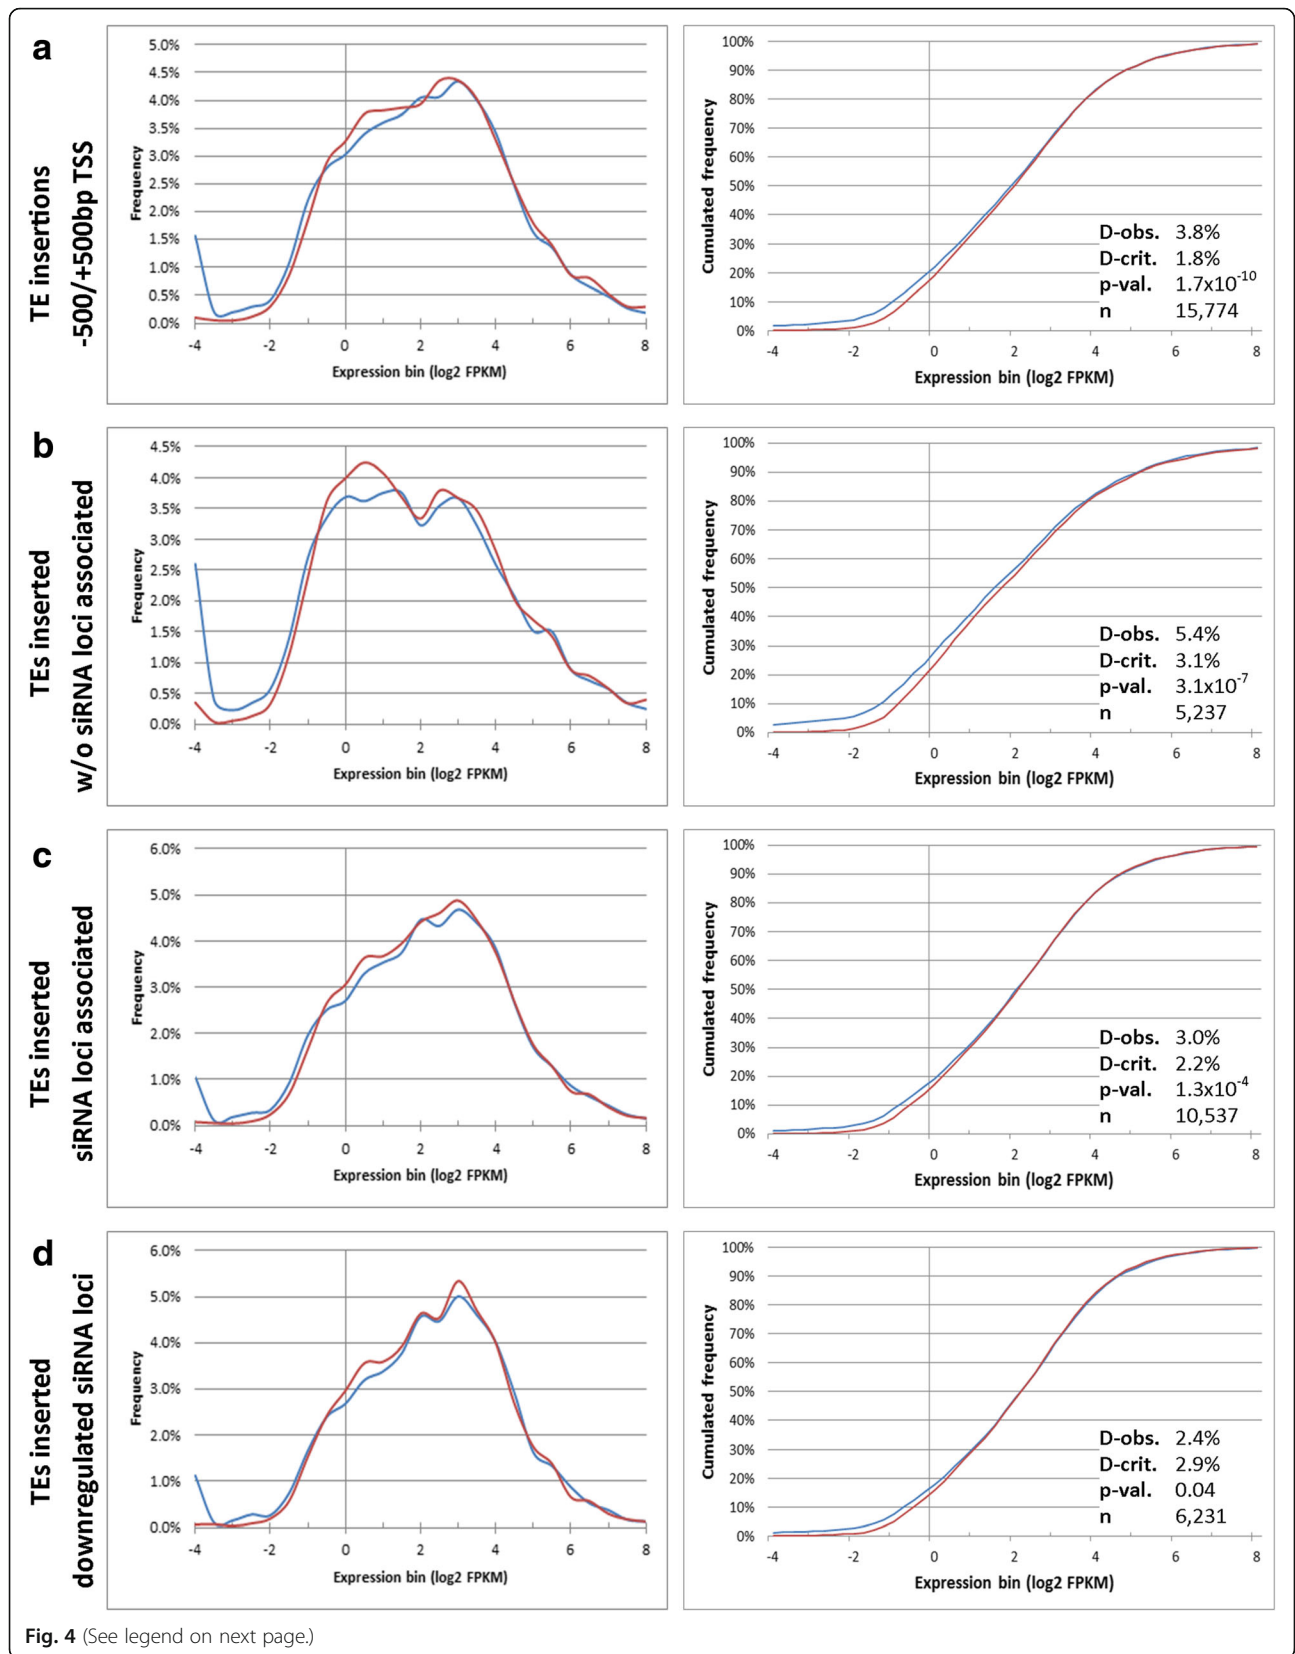 a
TE insertions
-500/+500bp TSS
5.0%
4.5%
4.0%
3.5%
3.0%
2.5%
2.0%
1.5%
1.0%
0.5%
0.0%
Frequency
-4 -2 0 2 4 6 8
Expression bin (log2 FPKM)
100%
90%
80%
70%
60%
50%
40%
30%
20%
10%
0%
Cumulated frequency
D-obs. 3.8%
D-crit. 1.8%
p-val. 1.7x10-10
n 15,774
-4 -2 0 2 4 6 8
Expression bin (log2 FPKM)
b
TEs inserted
w/o siRNA loci associated
4.5%
4.0%
3.5%
3.0%
2.5%
2.0%
1.5%
1.0%
0.5%
0.0%
Frequency
-4 -2 0 2 4 6 8
Expression bin (log2 FPKM)
100%
90%
80%
70%
60%
50%
40%
30%
20%
10%
0%
Cumulated frequency
D-obs. 5.4%
D-crit. 3.1%
p-val. 3.1x10-7
n 5,237
-4 -2 0 2 4 6 8
Expression bin (log2 FPKM)
c
TEs inserted
siRNA loci associated
6.0%
5.0%
4.0%
3.0%
2.0%
1.0%
0.0%
Frequency
-4 -2 0 2 4 6 8
Expression bin (log2 FPKM)
100%
90%
80%
70%
60%
50%
40%
30%
20%
10%
0%
Cumulated frequency
D-obs. 3.0%
D-crit. 2.2%
p-val. 1.3x10-4
n 10,537
-4 -2 0 2 4 6 8
Expression bin (log2 FPKM)
d
TEs inserted
downregulated siRNA loci
6.0%
5.0%
4.0%
3.0%
2.0%
1.0%
0.0%
Frequency
-4 -2 0 2 4 6 8
Expression bin (log2 FPKM)
100%
90%
80%
70%
60%
50%
40%
30%
20%
10%
0%
Cumulated frequency
D-obs. 2.4%
D-crit. 2.9%
p-val. 0.04
n 6,231
-4 -2 0 2 4 6 8
Expression bin (log2 FPKM)
Fig. 4 (See legend on next page.)